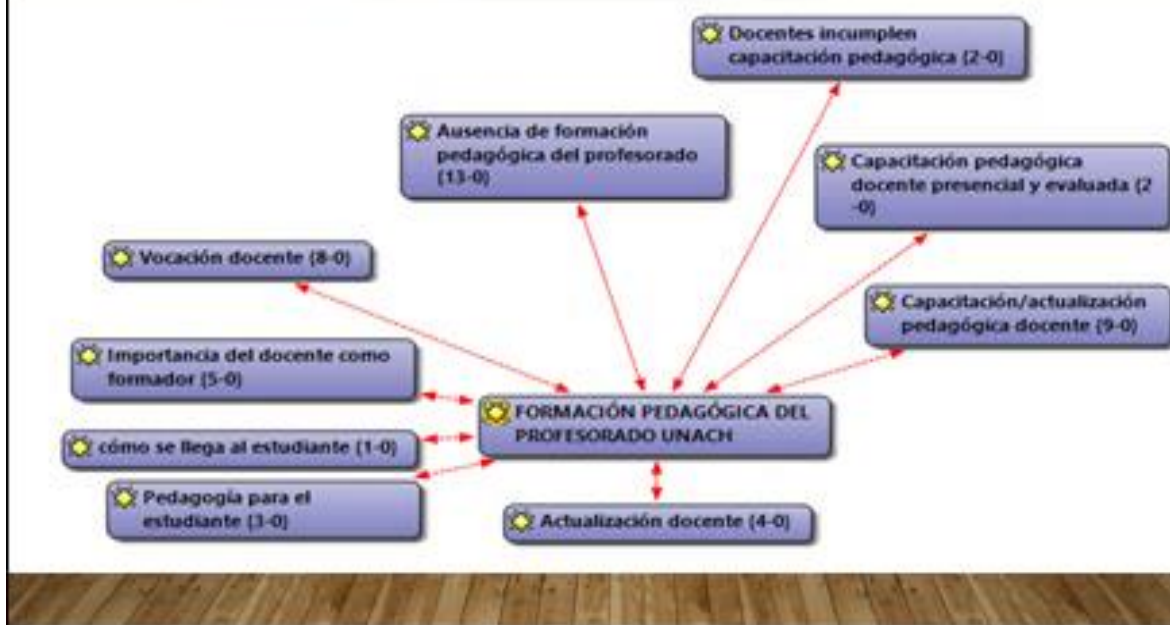 Docentes incumplen
capacitación pedagógica (2-0)
Ausencia de formación
pedagógica del profesorado
(13-0)
Capacitación pedagógica
docente presencial y evaluada (2
-0)
Vocación docente (8-0)
Capacitación/actualización
pedagógica docente (9-0)
Importancia del docente como
formador (5-0)
FORMACIÓN PEDAGÓGICA DEL
PROFESORADO UNACH
cómo se llega al estudiante (1-0)
Pedagogía para el
estudiante (3-0)
Actualización docente (4-0)